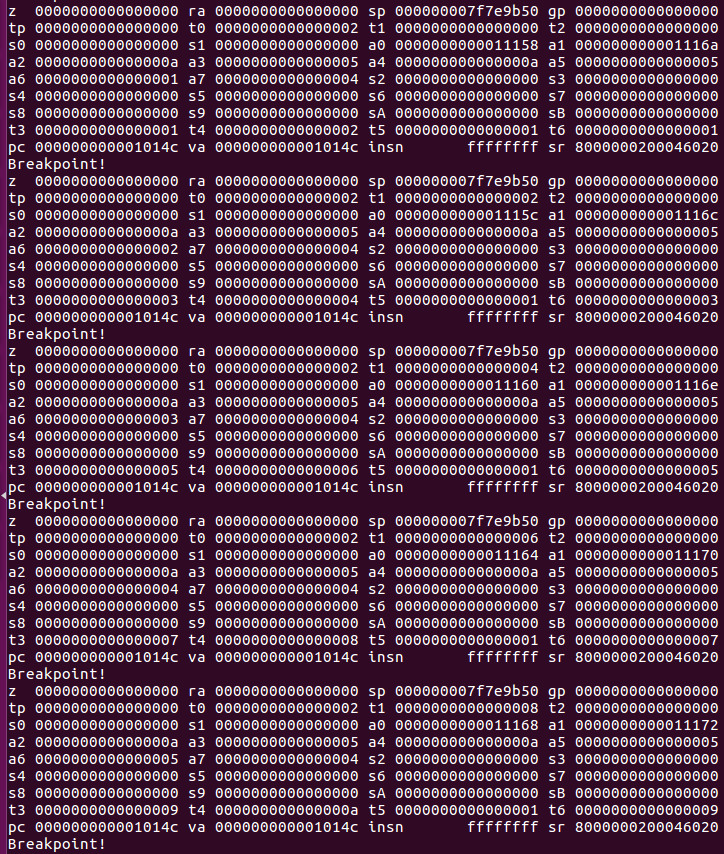 z  0000000000000000 ra 0000000000000000 sp 000000007f7e9b50 gp 0000000000000000
tp 0000000000000000 t0 0000000000000002 t1 0000000000000000 t2 0000000000000000
s0 0000000000000000 s1 0000000000000000 a0 0000000000011158 a1 000000000001116a
a2 000000000000000a a3 0000000000000005 a4 000000000000000a a5 0000000000000005
a6 0000000000000001 a7 0000000000000004 s2 0000000000000000 s3 0000000000000000
s4 0000000000000000 s5 0000000000000000 s6 0000000000000000 s7 0000000000000000
s8 0000000000000000 s9 0000000000000000 sA 0000000000000000 sB 0000000000000000
t3 0000000000000001 t4 0000000000000002 t5 0000000000000001 t6 0000000000000001
pc 000000000001014c va 000000000001014c insn       ffffffff sr 8000000200046020
Breakpoint!
z  0000000000000000 ra 0000000000000000 sp 000000007f7e9b50 gp 0000000000000000
tp 0000000000000000 t0 0000000000000002 t1 0000000000000002 t2 0000000000000000
s0 0000000000000000 s1 0000000000000000 a0 000000000001115c a1 000000000001116c
a2 000000000000000a a3 0000000000000005 a4 000000000000000a a5 0000000000000005
a6 0000000000000002 a7 0000000000000004 s2 0000000000000000 s3 0000000000000000
s4 0000000000000000 s5 0000000000000000 s6 0000000000000000 s7 0000000000000000
s8 0000000000000000 s9 0000000000000000 sA 0000000000000000 sB 0000000000000000
t3 0000000000000003 t4 0000000000000004 t5 0000000000000001 t6 0000000000000003
pc 000000000001014c va 000000000001014c insn       ffffffff sr 8000000200046020
Breakpoint!
z  0000000000000000 ra 0000000000000000 sp 000000007f7e9b50 gp 0000000000000000
tp 0000000000000000 t0 0000000000000002 t1 0000000000000004 t2 0000000000000000
s0 0000000000000000 s1 0000000000000000 a0 0000000000011160 a1 000000000001116e
a2 000000000000000a a3 0000000000000005 a4 000000000000000a a5 0000000000000005
a6 0000000000000003 a7 0000000000000004 s2 0000000000000000 s3 0000000000000000
s4 0000000000000000 s5 0000000000000000 s6 0000000000000000 s7 0000000000000000
s8 0000000000000000 s9 0000000000000000 sA 0000000000000000 sB 0000000000000000
t3 0000000000000005 t4 0000000000000006 t5 0000000000000001 t6 0000000000000005
pc 000000000001014c va 000000000001014c insn       ffffffff sr 8000000200046020
Breakpoint!
z  0000000000000000 ra 0000000000000000 sp 000000007f7e9b50 gp 0000000000000000
tp 0000000000000000 t0 0000000000000002 t1 0000000000000006 t2 0000000000000000
s0 0000000000000000 s1 0000000000000000 a0 0000000000011164 a1 0000000000011170
a2 000000000000000a a3 0000000000000005 a4 000000000000000a a5 0000000000000005
a6 0000000000000004 a7 0000000000000004 s2 0000000000000000 s3 0000000000000000
s4 0000000000000000 s5 0000000000000000 s6 0000000000000000 s7 0000000000000000
s8 0000000000000000 s9 0000000000000000 sA 0000000000000000 sB 0000000000000000
t3 0000000000000007 t4 0000000000000008 t5 0000000000000001 t6 0000000000000007
pc 000000000001014c va 000000000001014c insn       ffffffff sr 8000000200046020
Breakpoint!
z  0000000000000000 ra 0000000000000000 sp 000000007f7e9b50 gp 0000000000000000
tp 0000000000000000 t0 0000000000000002 t1 0000000000000008 t2 0000000000000000
s0 0000000000000000 s1 0000000000000000 a0 0000000000011168 a1 0000000000011172
a2 000000000000000a a3 0000000000000005 a4 000000000000000a a5 0000000000000005
a6 0000000000000005 a7 0000000000000004 s2 0000000000000000 s3 0000000000000000
s4 0000000000000000 s5 0000000000000000 s6 0000000000000000 s7 0000000000000000
s8 0000000000000000 s9 0000000000000000 sA 0000000000000000 sB 0000000000000000
t3 0000000000000009 t4 000000000000000a t5 0000000000000001 t6 0000000000000009
pc 000000000001014c va 000000000001014c insn       ffffffff sr 8000000200046020
Breakpoint!